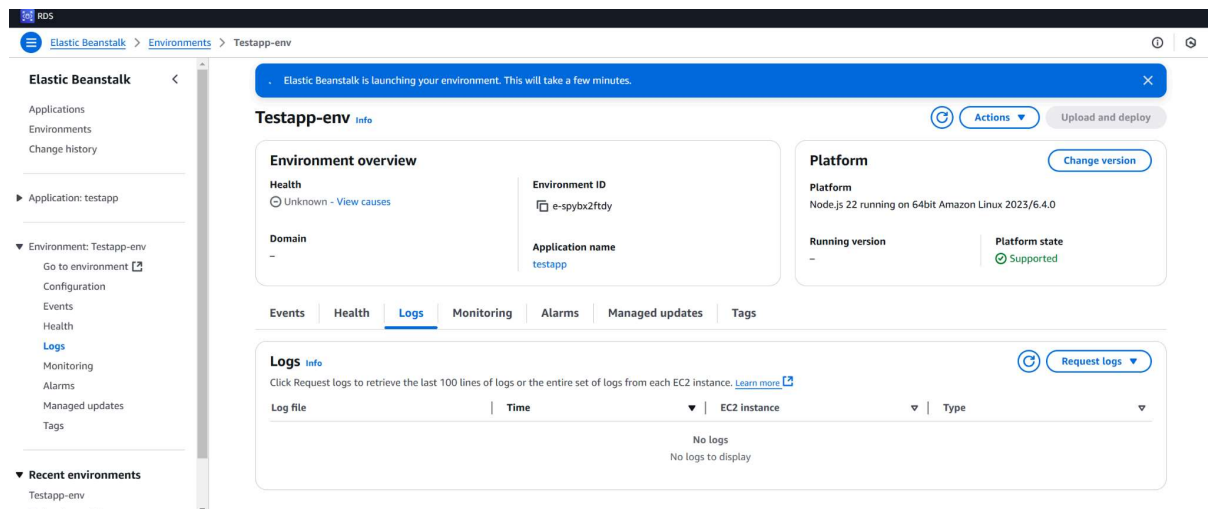 RDS
Elastic Beanstalk > Environments > Testapp-env
Elastic Beanstalk
Applications
Environments
Change history
Application: testapp
Environment: Testapp-env
Go to environment
Configuration
Events
Health
Logs
Monitoring
Alarms
Managed updates
Tags
Recent environments
Testapp-env
Elastic Beanstalk is launching your environment. This will take a few minutes.
Testapp-env Info
Actions
Upload and deploy
Environment overview
Health
Unknown - View causes
Domain
–
Environment ID
e-spybx2ftdy
Application name
testapp
Platform
Change version
Platform
Node.js 22 running on 64bit Amazon Linux 2023/6.4.0
Running version
–
Platform state
Supported
Events Health Logs Monitoring Alarms Managed updates Tags
Logs Info
Request logs
Click Request logs to retrieve the last 100 lines of logs or the entire set of logs from each EC2 instance. Learn more
Log file Time EC2 instance Type
No logs
No logs to display